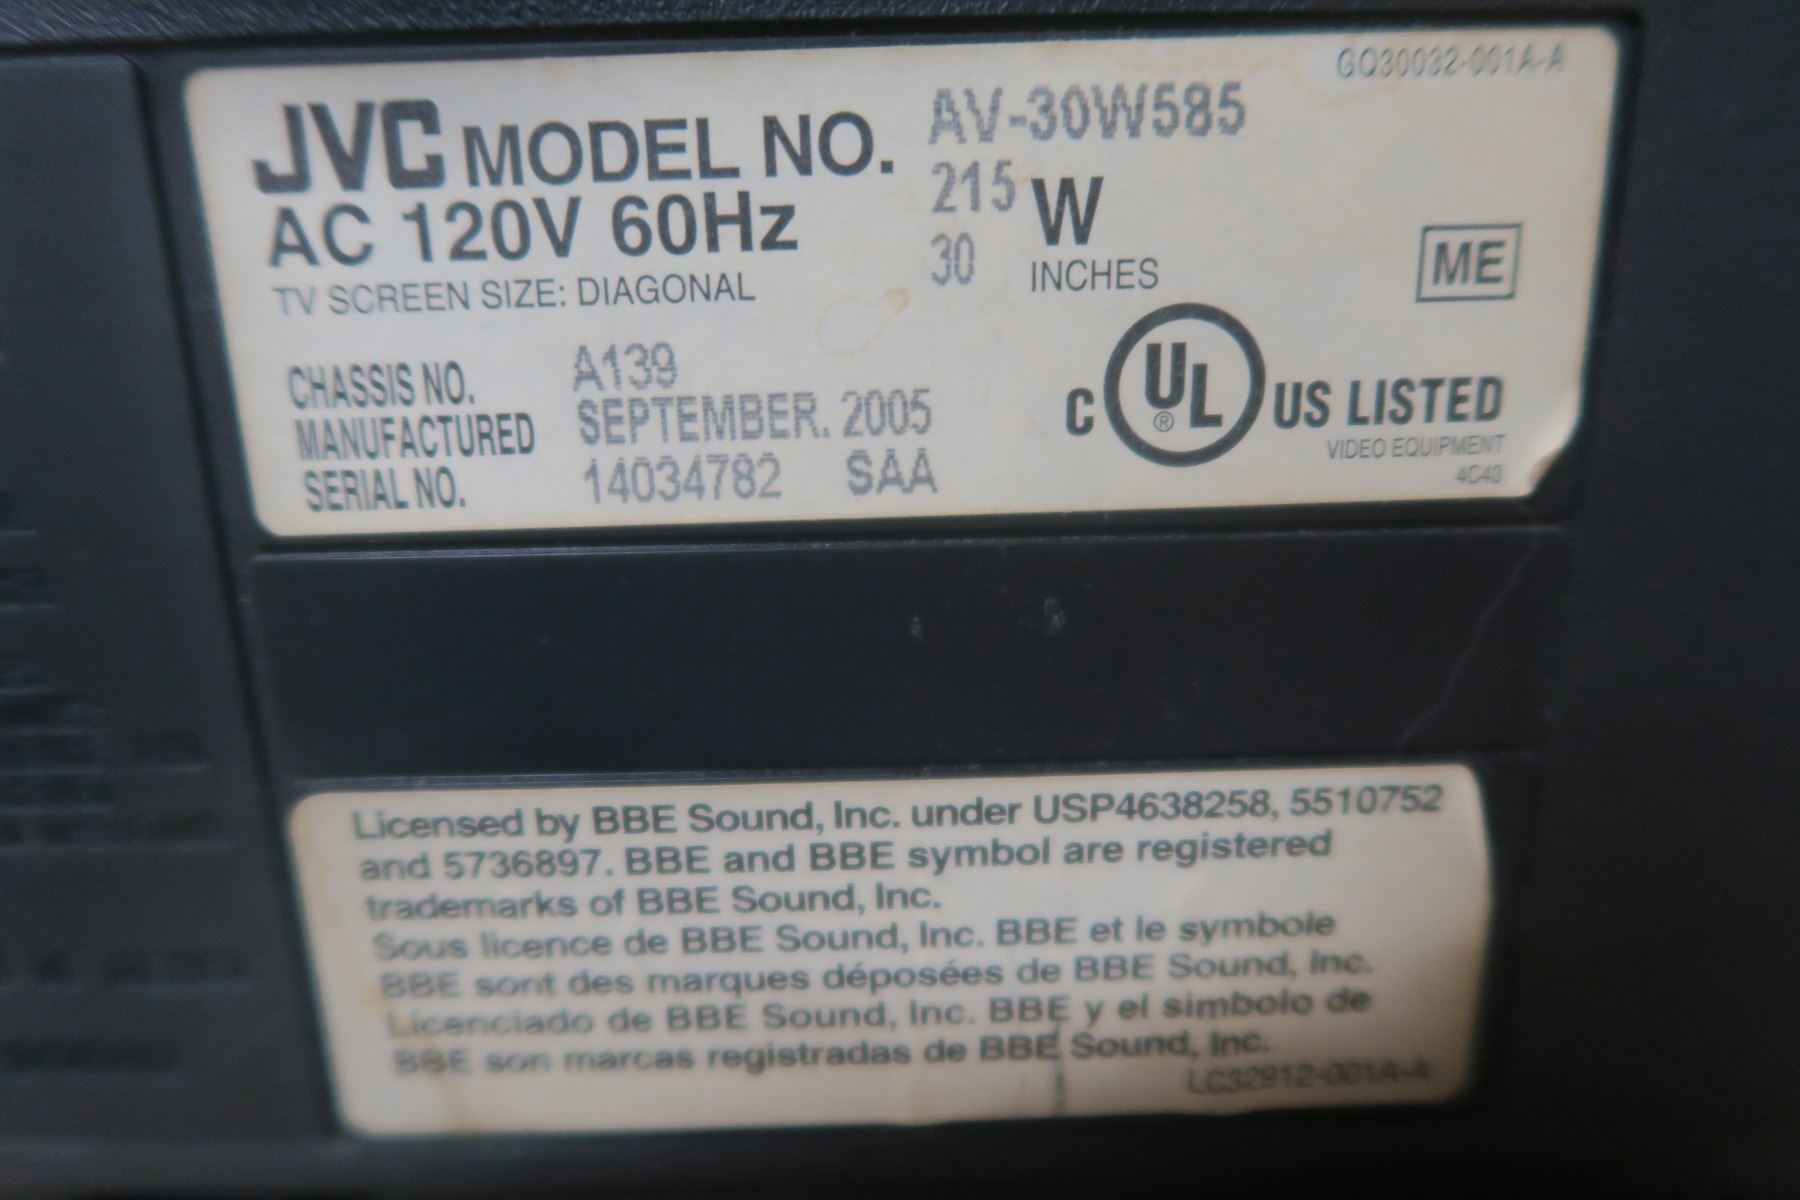 GQ30032-001A-A
JVC MODEL NO. AV-30W585
AC 120V 60Hz 215 W
TV SCREEN SIZE: DIAGONAL 30 INCHES
ME
CHASSIS NO. A139
MANUFACTURED SEPTEMBER. 2005
SERIAL NO. 14034782 SAA
C UL ® US LISTED
VIDEO EQUIPMENT
4C43
Licensed by BBE Sound, Inc. under USP4638258, 5510752
and 5736897. BBE and BBE symbol are registered
trademarks of BBE Sound, Inc.
Sous licence de BBE Sound, Inc. BBE et le symbole
BBE sont des marques déposées de BBE Sound, Inc.
Licenciado de BBE Sound, Inc. BBE y el simbolo de
BBE son marcas registradas de BBE Sound, Inc.
LC32912-001A-A